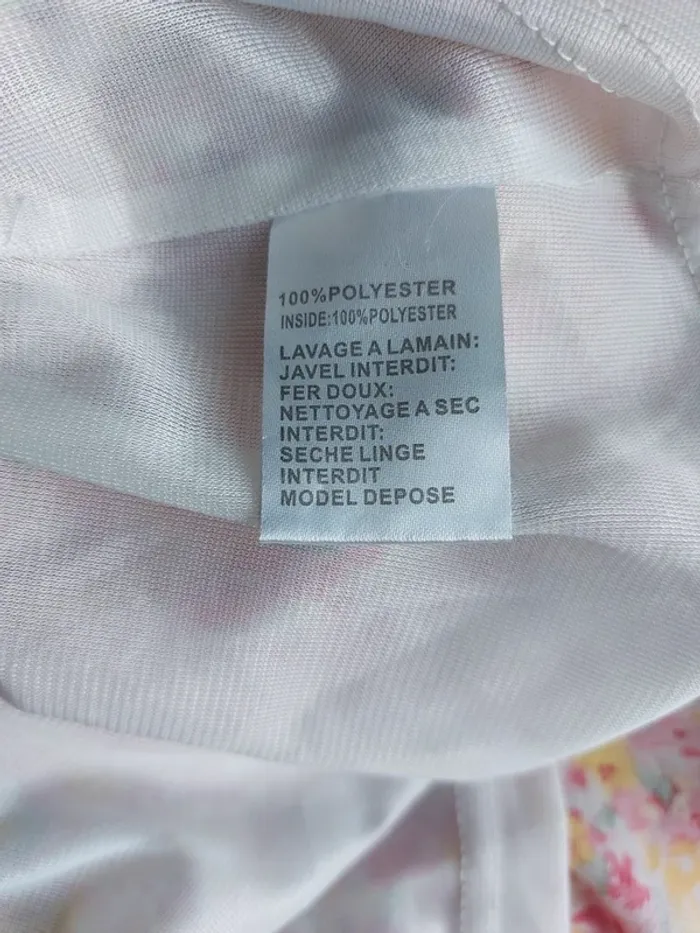 100%POLYESTER
INSIDE:100%POLYESTER
LAVAGE A LAMAIN:
JAVEL INTERDIT:
FER DOUX:
NETTOYAGE A SEC
INTERDIT:
SECHE LINGE
INTERDIT
MODEL DEPOSE